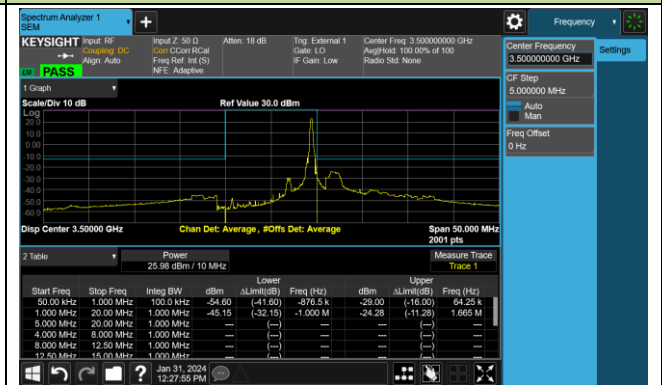 Spectrum Analyzer 1
SEM
Frequency
KEYSIGHT
Input: RF
Coupling: DC
Align: Auto
Input Z: 50 Ω
Corr CCorr RCal
Freq Ref: Int (S)
NFE: Adaptive
Atten: 18 dB
Trig: External 1
Gate: LO
IF Gain: Low
Center Freq: 3.500000000 GHz
Avg|Hold: 100.00% of 100
Radio Std: None
PASS
Center Frequency
3.500000000 GHz
Settings
CF Step
5.000000 MHz
Auto
Man
Freq Offset
0 Hz
1 Graph
Scale/Div 10 dB
Ref Value 30.0 dBm
Log
20.0
10.0
0.00
-10.0
-20.0
-30.0
-40.0
-50.0
-60.0
Disp Center 3.50000 GHz
Chan Det: Average, #Offs Det: Average
Span 50.000 MHz
2001 pts
2 Table
Power
25.98 dBm / 10 MHz
Measure Trace
Trace 1
Lower Upper
Start Freq Stop Freq Integ BW dBm ΔLimit(dB) Freq (Hz) dBm ΔLimit(dB) Freq (Hz)
50.00 kHz 1.000 MHz 100.0 kHz -54.60 (-41.60) -876.5 k -29.00 (-16.00) 64.25 k
1.000 MHz 20.00 MHz 1.000 MHz -45.15 (-32.15) -1.000 M -24.28 (-11.28) 1.665 M
5.000 MHz 20.00 MHz 1.000 MHz --- (---) --- --- (---) ---
4.000 MHz 8.000 MHz 1.000 MHz --- (---) --- --- (---) ---
8.000 MHz 12.50 MHz 1.000 MHz --- (---) --- --- (---) ---
12.50 MHz 15.00 MHz 1.000 MHz --- (---) --- --- (---) ---
Jan 31, 2024
12:27:55 PM